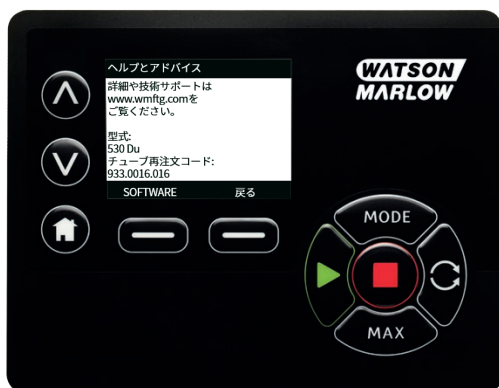 ヘルプとアドバイス
詳細や技術サポートは
www.wmftg.comを
ご覧ください。
型式:
530 Du
チューブ再注文コード:
933.0016.016
SOFTWARE 戻る
WATSON
MARLOW
MODE
MAX